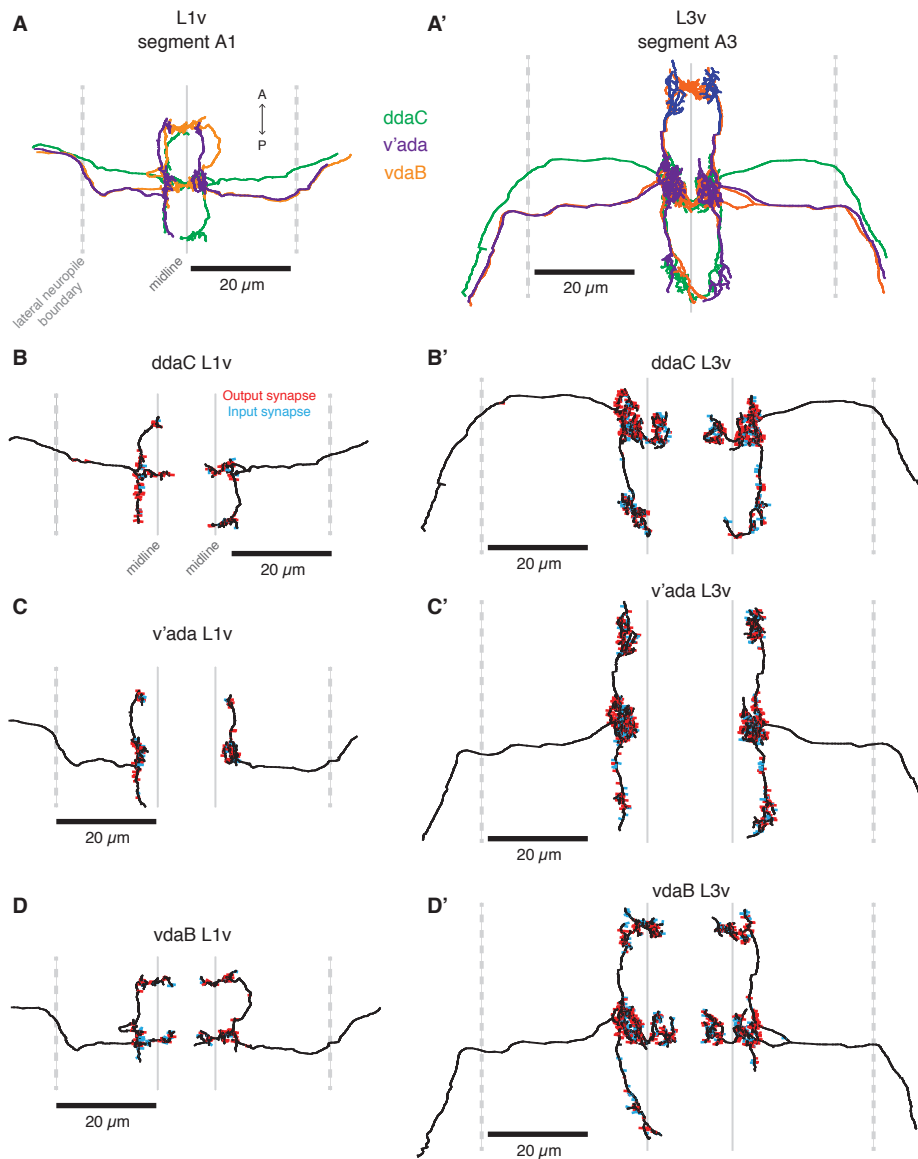 A
L1v
segment A1
A
P
lateral neuropile
boundary
midline
20 µm
ddaC
v'ada
vdaB
A'
L3v
segment A3
20 µm
B
ddaC L1v
Output synapse
Input synapse
midline
midline
20 µm
B'
ddaC L3v
20 µm
C
v'ada L1v
20 µm
C'
v'ada L3v
20 µm
D
vdaB L1v
20 µm
D'
vdaB L3v
20 µm